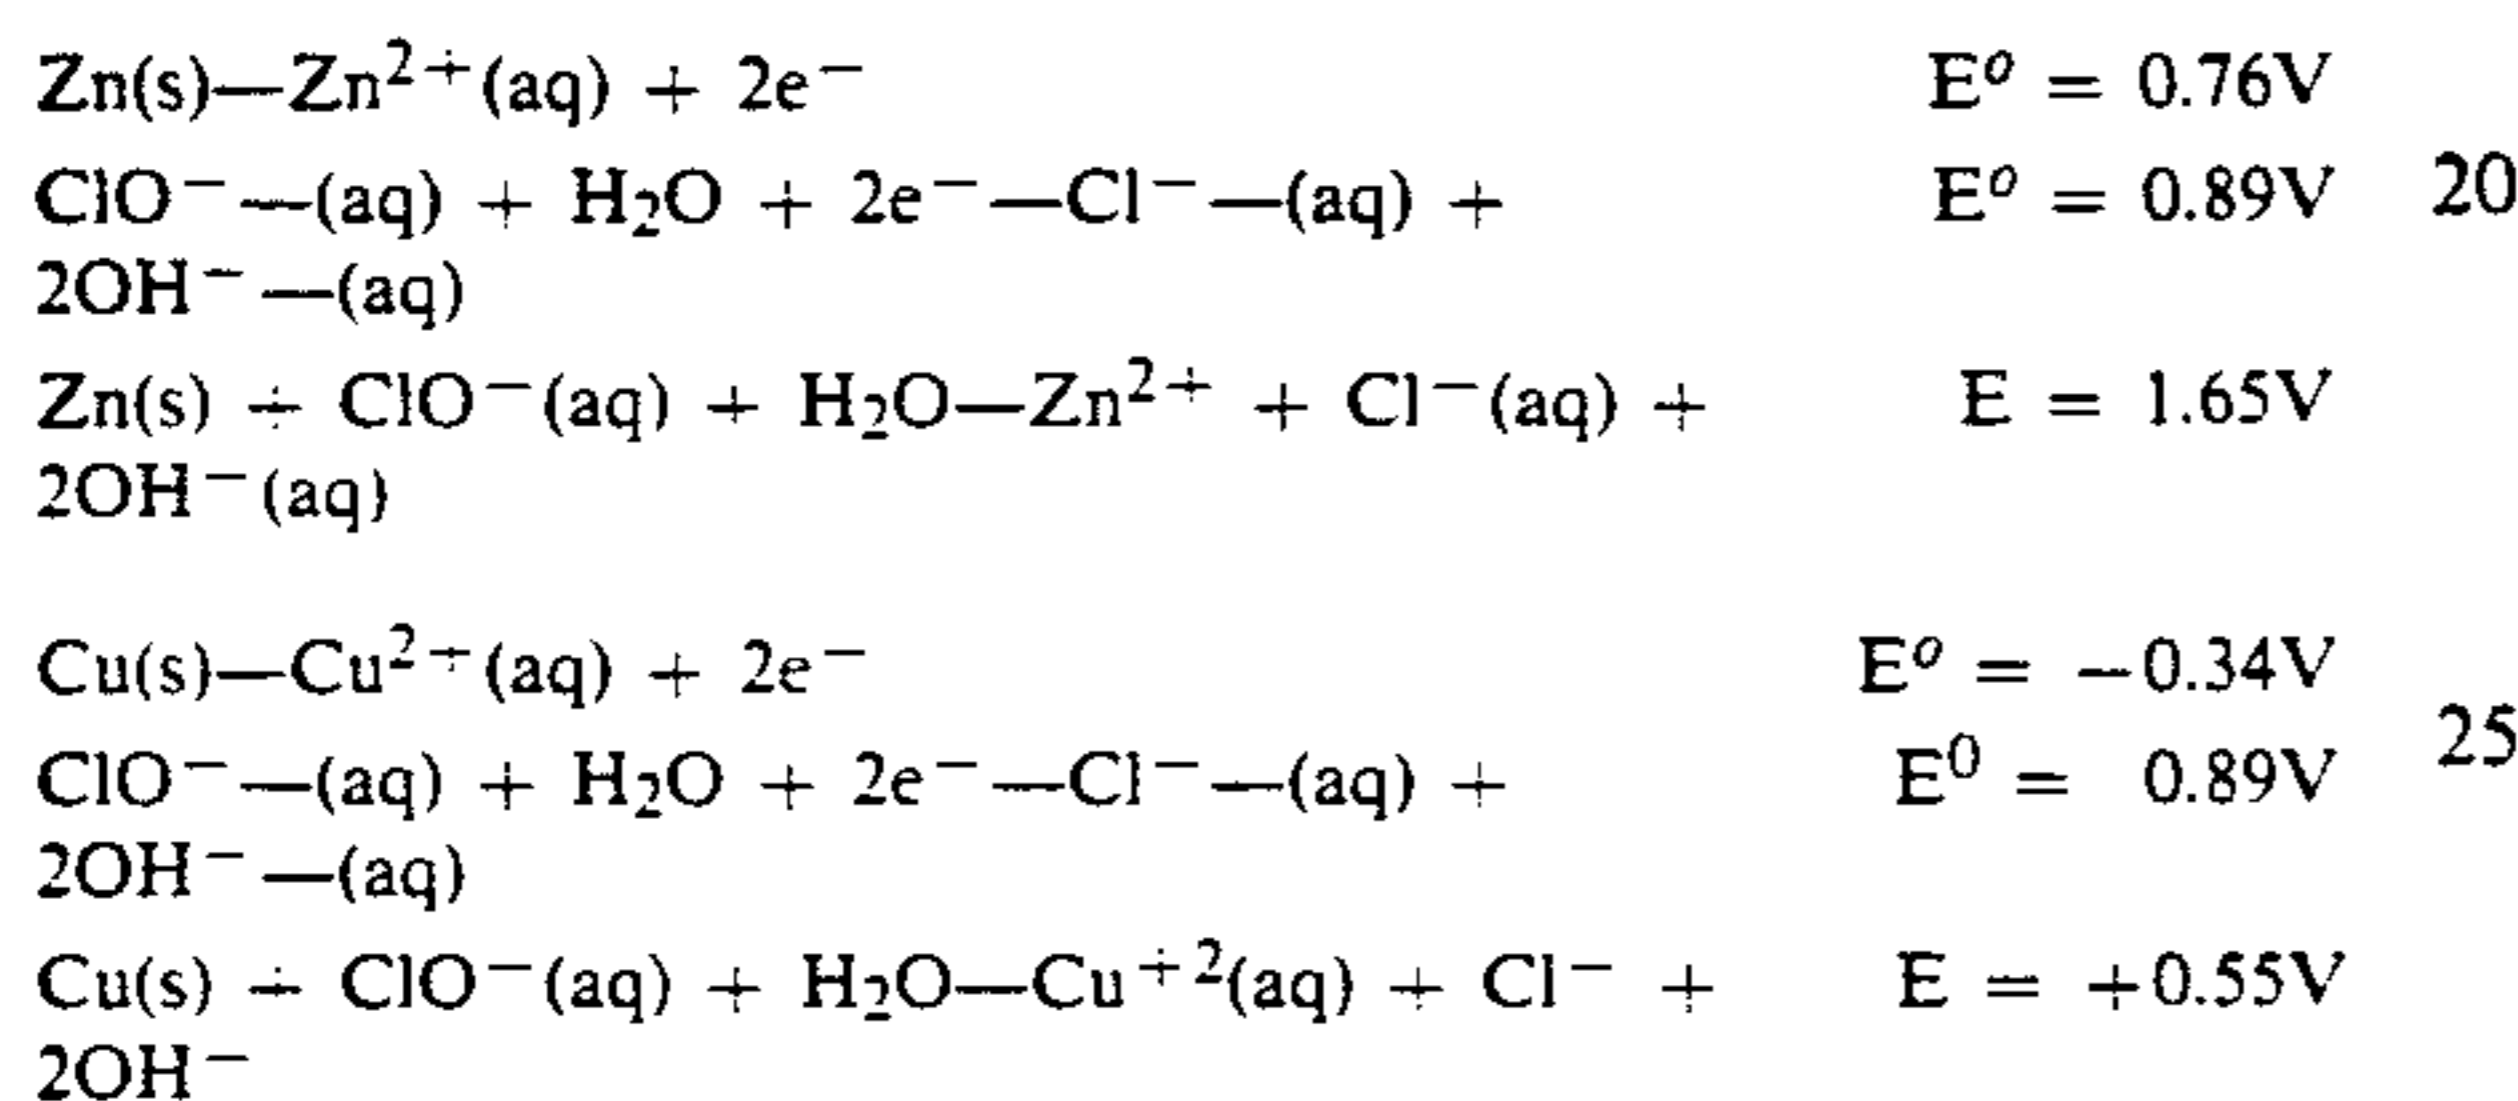 Zn(s)—Zn²⁺(aq) + 2e⁻ Eᵒ = 0.76V
ClO⁻—(aq) + H₂O + 2e⁻—Cl⁻—(aq) + Eᵒ = 0.89V 20
2OH⁻—(aq)
Zn(s) + ClO⁻(aq) + H₂O—Zn²⁺ + Cl⁻(aq) + E = 1.65V
2OH⁻(aq)
Cu(s)—Cu²⁺(aq) + 2e⁻ Eᵒ = −0.34V
ClO⁻—(aq) + H₂O + 2e⁻—Cl⁻—(aq) + E⁰ = 0.89V 25
2OH⁻—(aq)
Cu(s) + ClO⁻(aq) + H₂O—Cu⁺²(aq) + Cl⁻ + E = +0.55V
2OH⁻